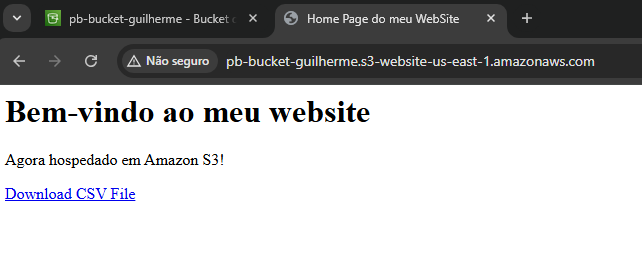 pb-bucket-guilherme - Bucket
Home Page do meu WebSite
Não seguro
pb-bucket-guilherme.s3-website-us-east-1.amazonaws.com
Bem-vindo ao meu website
Agora hospedado em Amazon S3!
Download CSV File